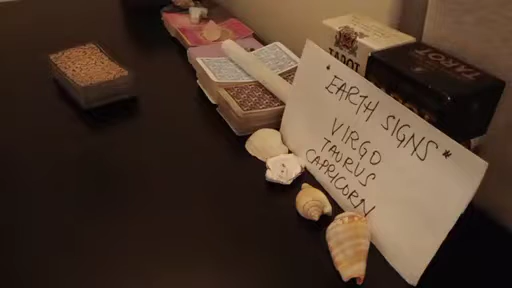 TAROT
TAROT
* EARTH SIGNS *
VIRGO
TAURUS
CAPRICORN